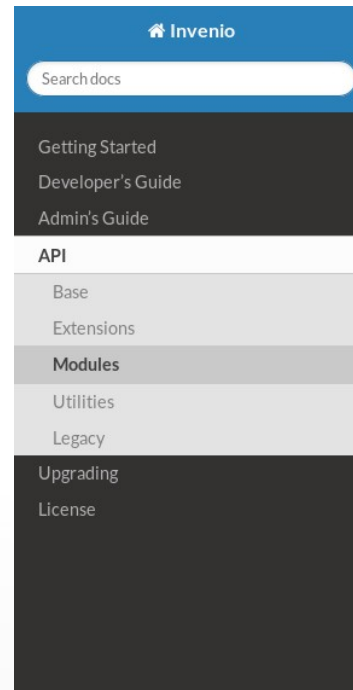 Invenio
Search docs
Getting Started
Developer's Guide
Admin's Guide
API
Base
Extensions
Modules
Utilities
Legacy
Upgrading
License